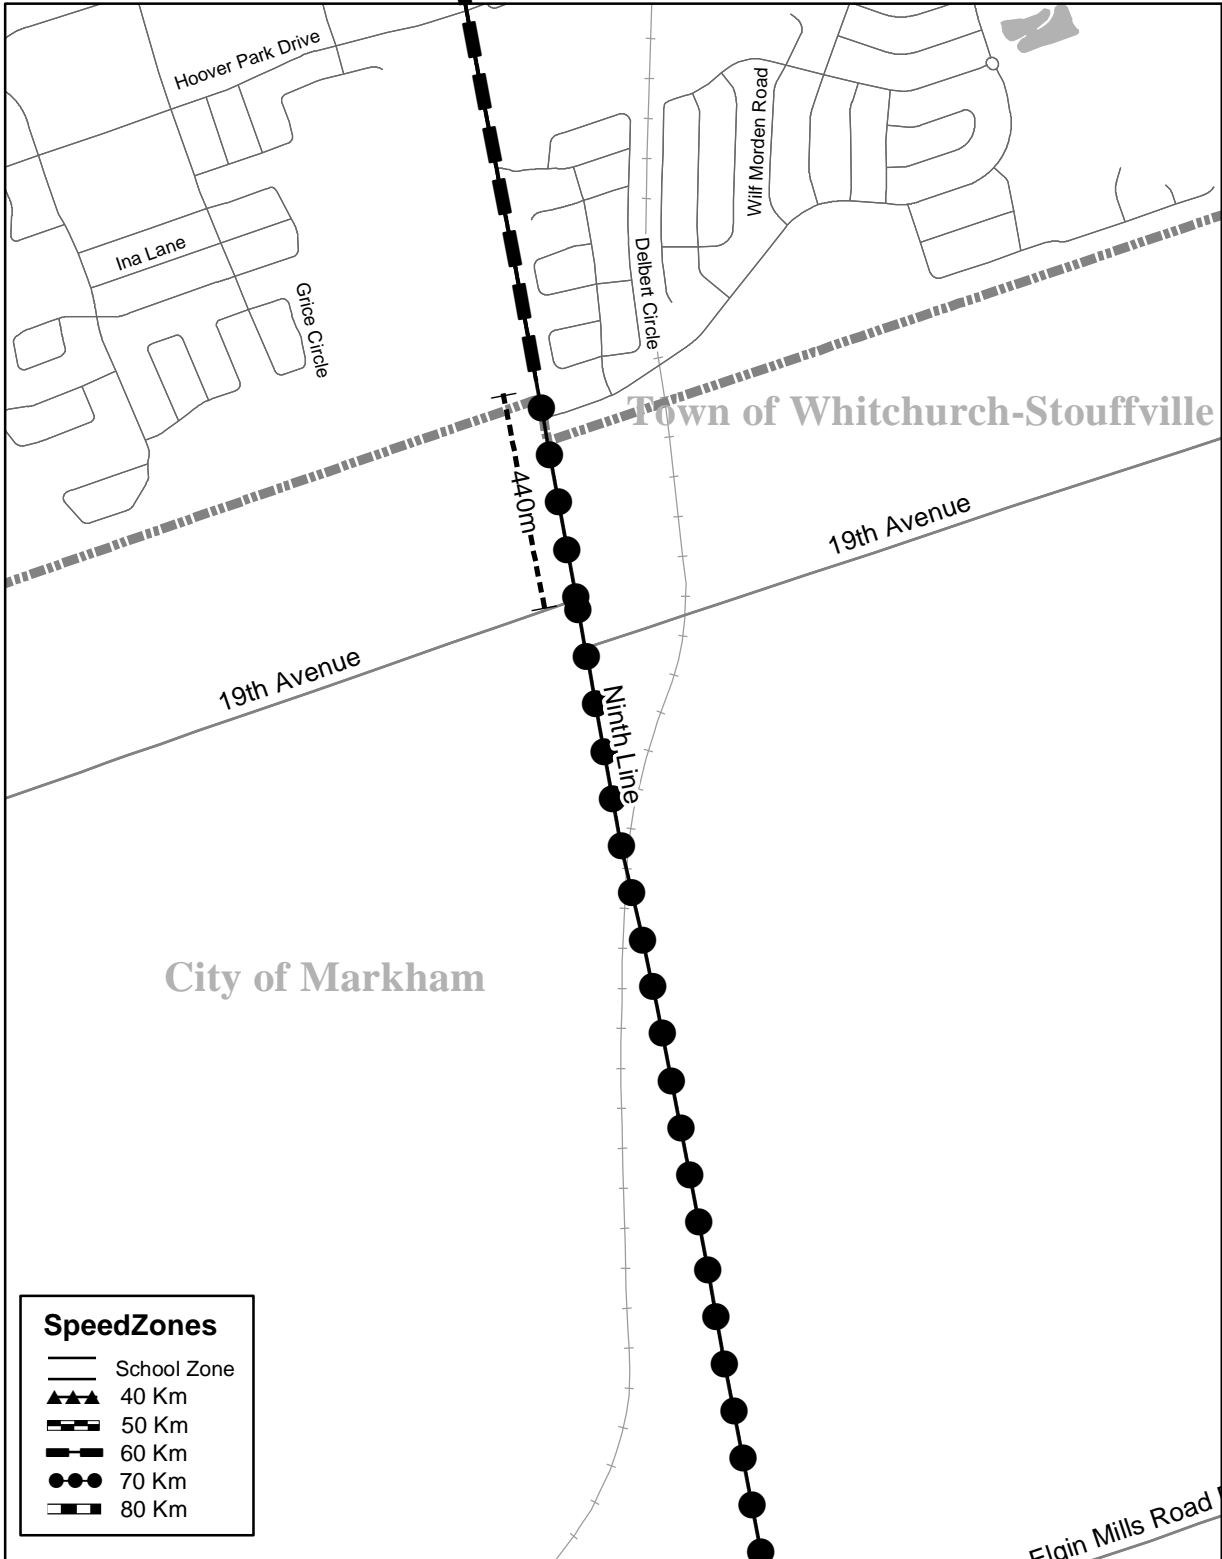 Hoover Park Drive
Wilf Morden Road
Ina Lane
Delbert Circle
Grice Circle
Town of Whitchurch-Stouffville
440m
19th Avenue
19th Avenue
Ninth Line
City of Markham
SpeedZones
School Zone
40 Km
50 Km
60 Km
70 Km
80 Km
Elgin Mills Road